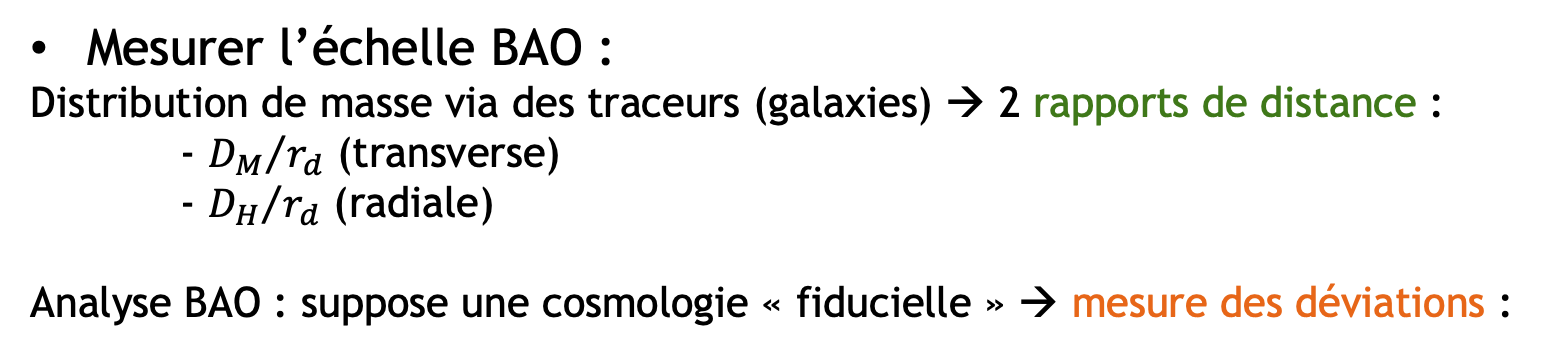 • Mesurer l’échelle BAO :
Distribution de masse via des traceurs (galaxies) → 2 rapports de distance :
- D_M/r_d (transverse)
- D_H/r_d (radiale)
Analyse BAO : suppose une cosmologie « fiducielle » → mesure des déviations :